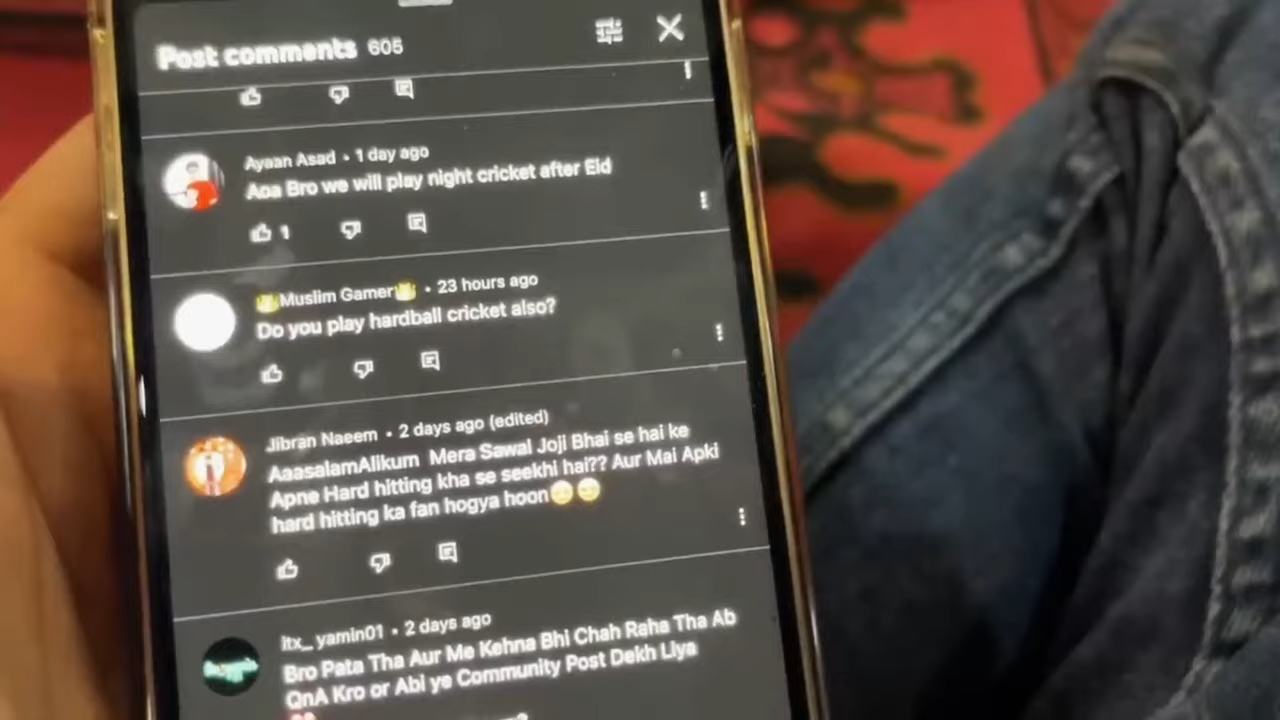 Post comments 605
Ayaan Asad • 1 day ago
Aoa Bro we will play night cricket after Eid
1
👑Muslim Gamer👑 • 23 hours ago
Do you play hardball cricket also?
Jibran Naeem • 2 days ago (edited)
AaasalamAlikum Mera Sawal Joji Bhai se hai ke
Apne Hard hitting kha se seekhi hai?? Aur Mai Apki
hard hitting ka fan hogya hoon
itx_ yamin01 • 2 days ago
Bro Pata Tha Aur Me Kehna Bhi Chah Raha Tha Ab
QnA Kro or Abi ye Community Post Dekh Liya